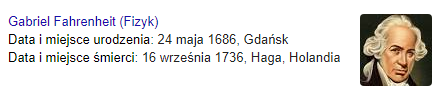 Gabriel Fahrenheit (Fizyk)
Data i miejsce urodzenia: 24 maja 1686, Gdańsk
Data i miejsce śmierci: 16 września 1736, Haga, Holandia